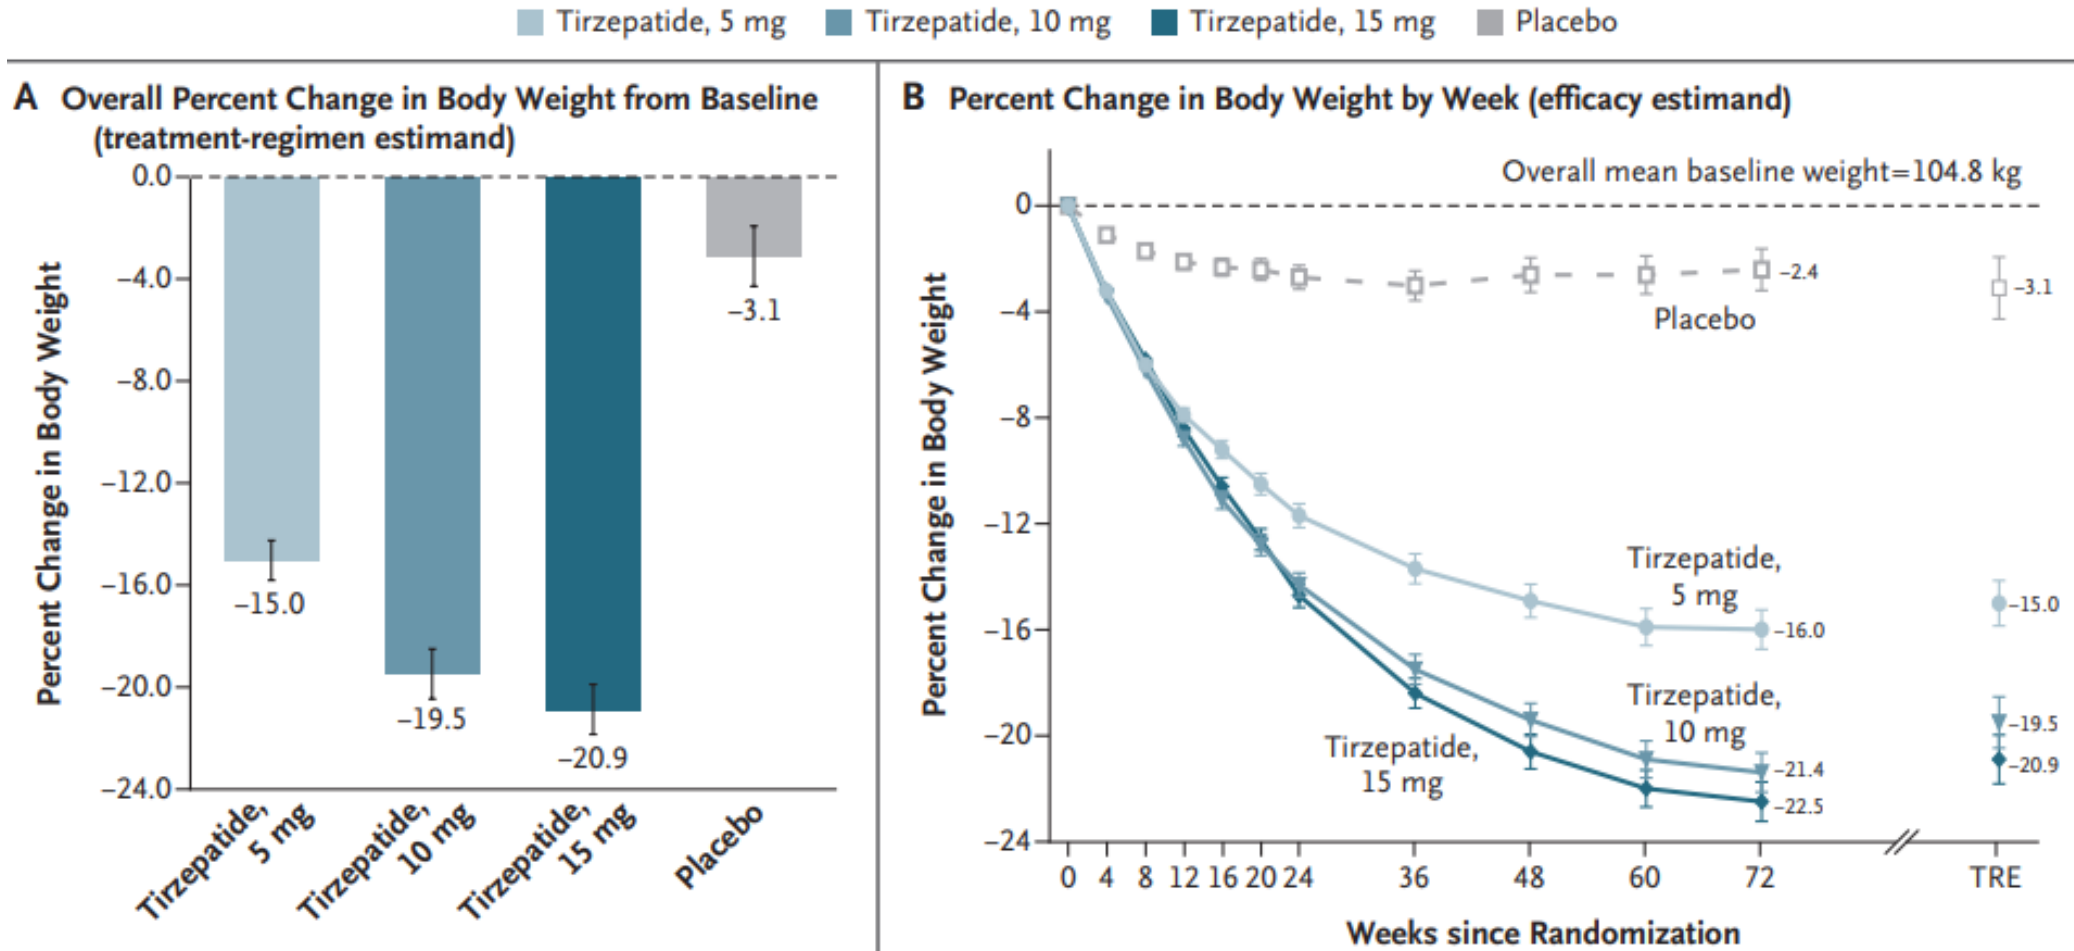 Tirzepatide, 5 mg Tirzepatide, 10 mg Tirzepatide, 15 mg Placebo
A Overall Percent Change in Body Weight from Baseline
(treatment-regimen estimand)
Percent Change in Body Weight
0.0
−4.0
−8.0
−12.0
−16.0
−20.0
−24.0
−15.0
−19.5
−20.9
−3.1
Tirzepatide,
5 mg
Tirzepatide,
10 mg
Tirzepatide,
15 mg
Placebo
B Percent Change in Body Weight by Week (efficacy estimand)
Overall mean baseline weight=104.8 kg
Percent Change in Body Weight
0
−4
−8
−12
−16
−20
−24
−2.4
−3.1
Placebo
Tirzepatide,
5 mg
−15.0
−16.0
Tirzepatide,
10 mg
−19.5
Tirzepatide,
15 mg
−20.9
−21.4
−22.5
0 4 8 12 16 20 24 36 48 60 72 TRE
Weeks since Randomization